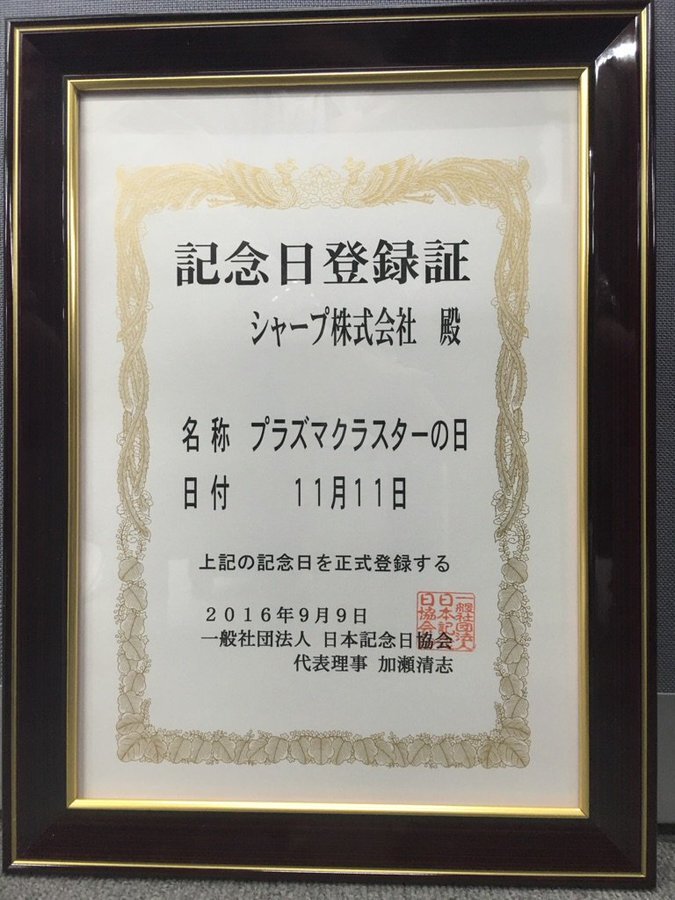 記念日登録証
シャープ株式会社 殿
名称 プラズマクラスターの日
日付 11月11日
上記の記念日を正式登録する
2016年9月9日
一般社団法人 日本記念日協会
代表理事 加瀬清志
一般社団法人
日本記
日協会